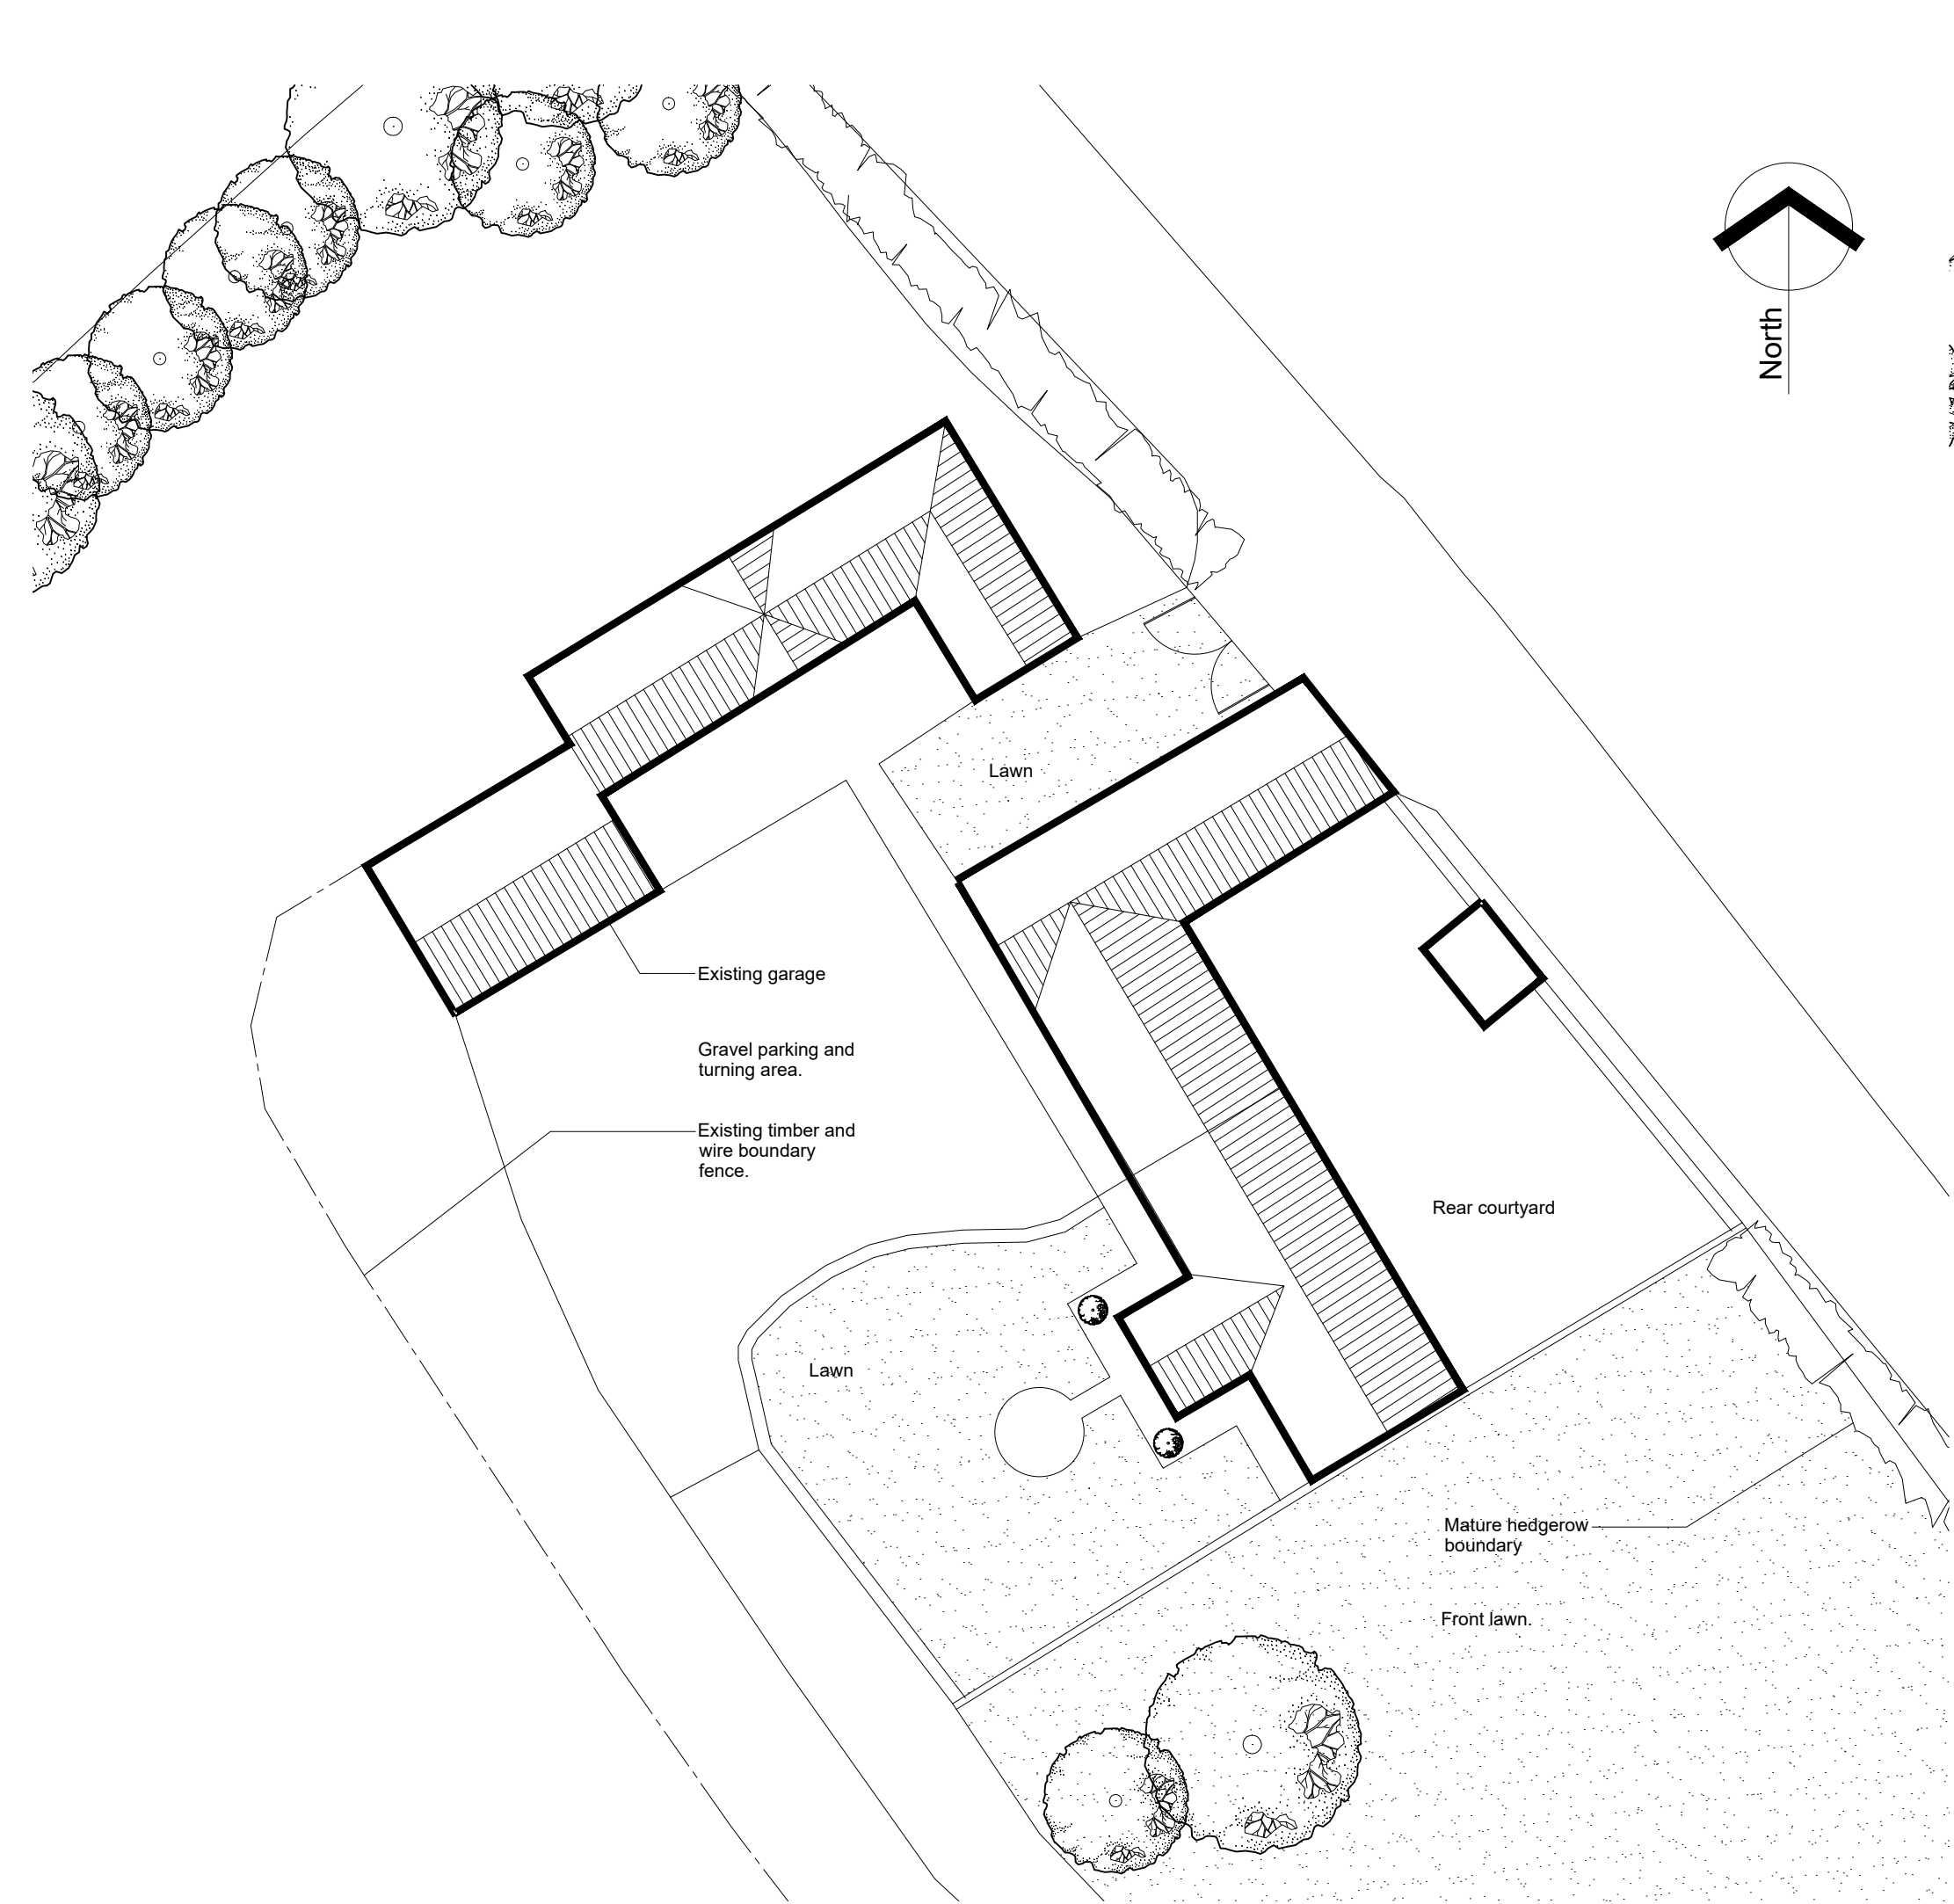 North
Lawn
Existing garage
Gravel parking and
turning area.
Existing timber and
wire boundary
fence.
Rear courtyard
Lawn
Mature hedgerow
boundary
Front lawn.